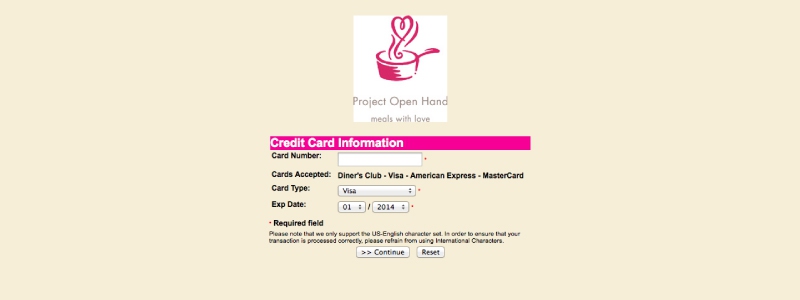 Project Open Hand
meals with love
Credit Card Information
Card Number: *
Cards Accepted: Diner's Club - Visa - American Express - MasterCard
Card Type: Visa *
Exp Date: 01 / 2014 *
* Required field
Please note that we only support the US-English character set. In order to ensure that your
transaction is processed correctly, please refrain from using International Characters.
>> Continue Reset